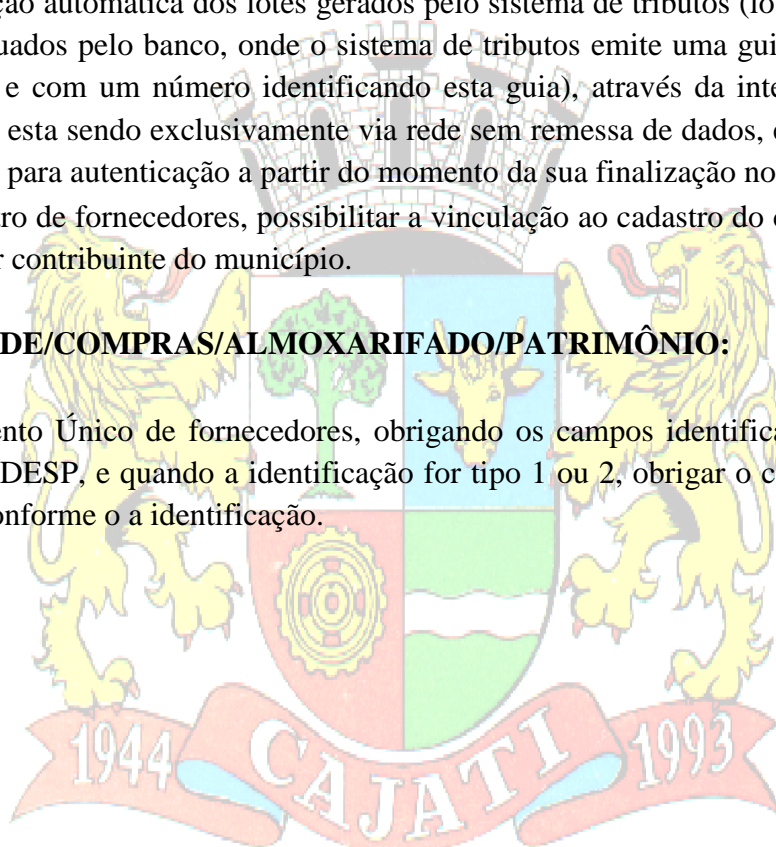 ção automática dos lotes gerados pelo sistema de tributos (lo
uados pelo banco, onde o sistema de tributos emite uma gui
e com um número identificando esta guia), através da inte
esta sendo exclusivamente via rede sem remessa de dados,
para autenticação a partir do momento da sua finalização no
ro de fornecedores, possibilitar a vinculação ao cadastro do
r contribuinte do município.
DE/COMPRAS/ALMOXARIFADO/PATRIMÔNIO:
ento Único de fornecedores, obrigando os campos identifica
DESP, e quando a identificação for tipo 1 ou 2, obrigar o c
onforme o a identificação.
1944 CAJATI 1993